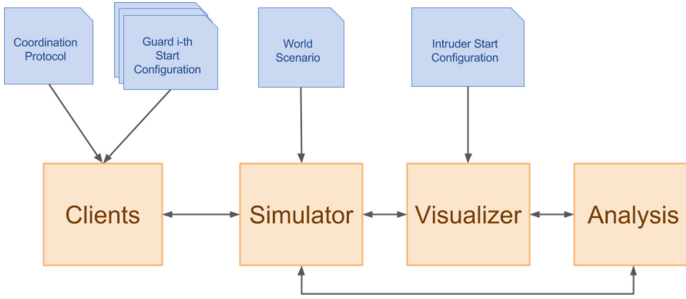 Coordination
Protocol
Guard i-th
Start
Configuration
World
Scenario
Intruder Start
Configuration
Clients
Simulator
Visualizer
Analysis